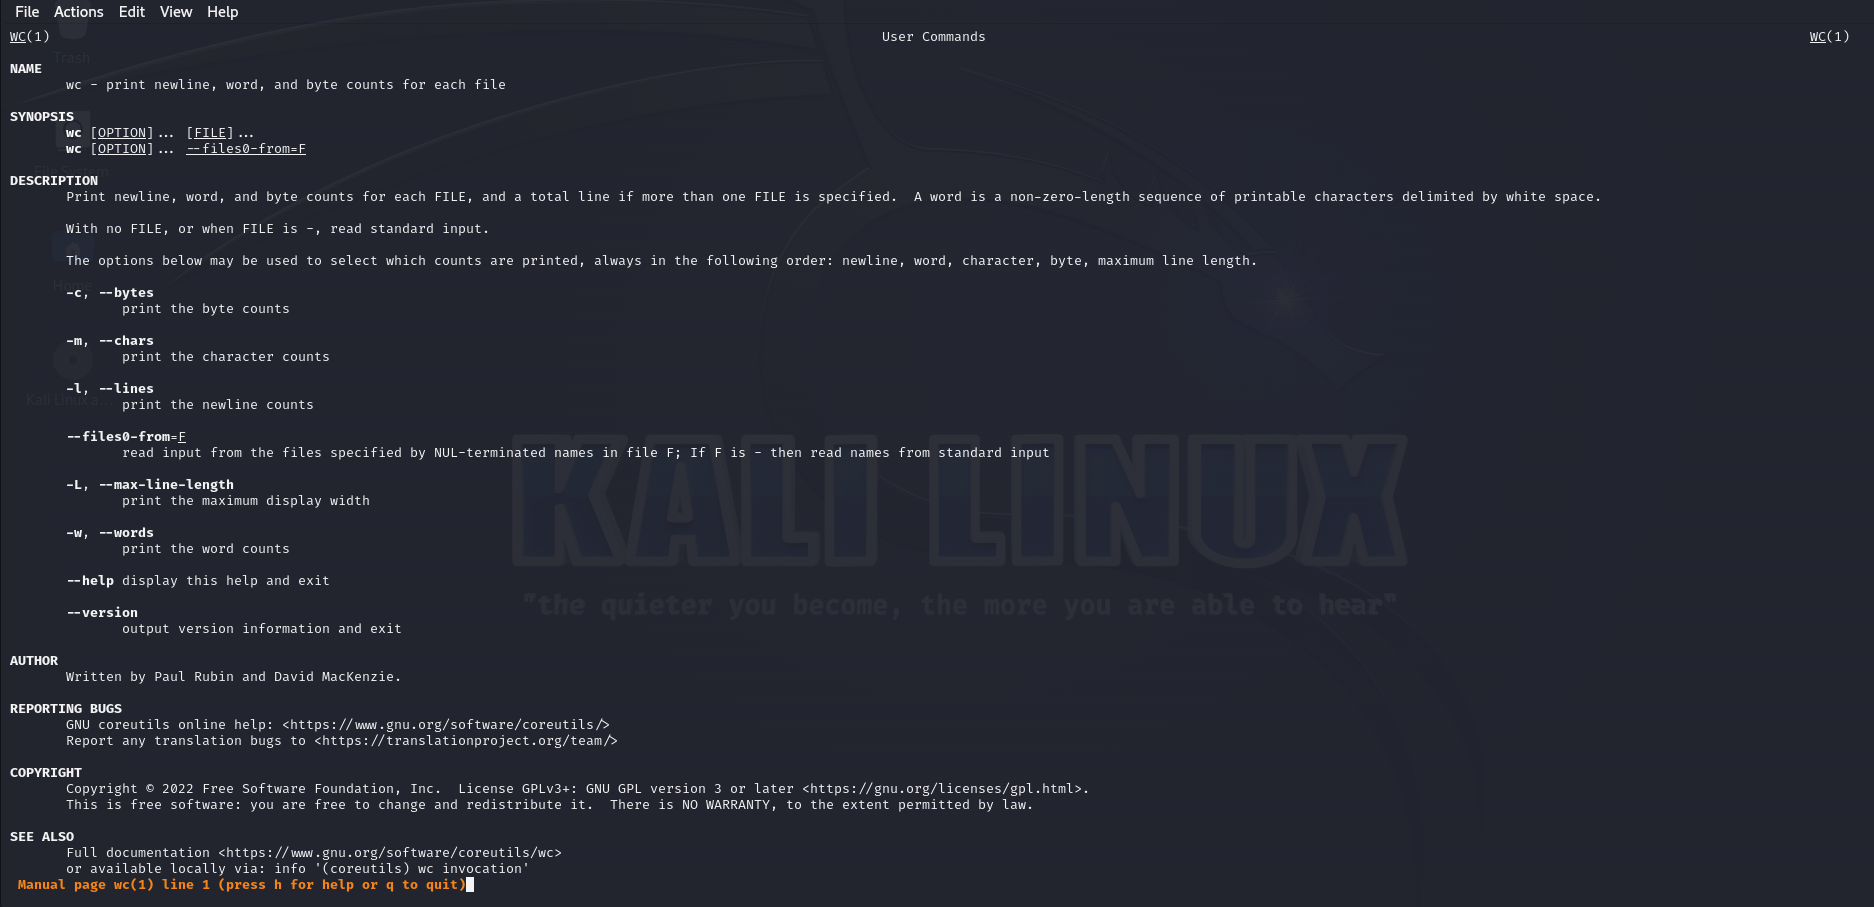 File Actions Edit View Help
WC(1) User Commands WC(1)
Trash
NAME
wc - print newline, word, and byte counts for each file
SYNOPSIS
wc [OPTION]... [FILE]...
wc [OPTION]... --files0-from=F
DESCRIPTION
Print newline, word, and byte counts for each FILE, and a total line if more than one FILE is specified. A word is a non-zero-length sequence of printable characters delimited by white space.
With no FILE, or when FILE is -, read standard input.
The options below may be used to select which counts are printed, always in the following order: newline, word, character, byte, maximum line length.
Home
-c, --bytes
print the byte counts
-m, --chars
print the character counts
-l, --lines
print the newline counts
Kali Linux a...
--files0-from=F
read input from the files specified by NUL-terminated names in file F; If F is - then read names from standard input
-L, --max-line-length
print the maximum display width
KALI LINUX
-w, --words
print the word counts
--help display this help and exit
"the quieter you become, the more you are able to hear"
--version
output version information and exit
AUTHOR
Written by Paul Rubin and David MacKenzie.
REPORTING BUGS
GNU coreutils online help: <https://www.gnu.org/software/coreutils/>
Report any translation bugs to <https://translationproject.org/team/>
COPYRIGHT
Copyright © 2022 Free Software Foundation, Inc. License GPLv3+: GNU GPL version 3 or later <https://gnu.org/licenses/gpl.html>.
This is free software: you are free to change and redistribute it. There is NO WARRANTY, to the extent permitted by law.
SEE ALSO
Full documentation <https://www.gnu.org/software/coreutils/wc>
or available locally via: info '(coreutils) wc invocation'
Manual page wc(1) line 1 (press h for help or q to quit)